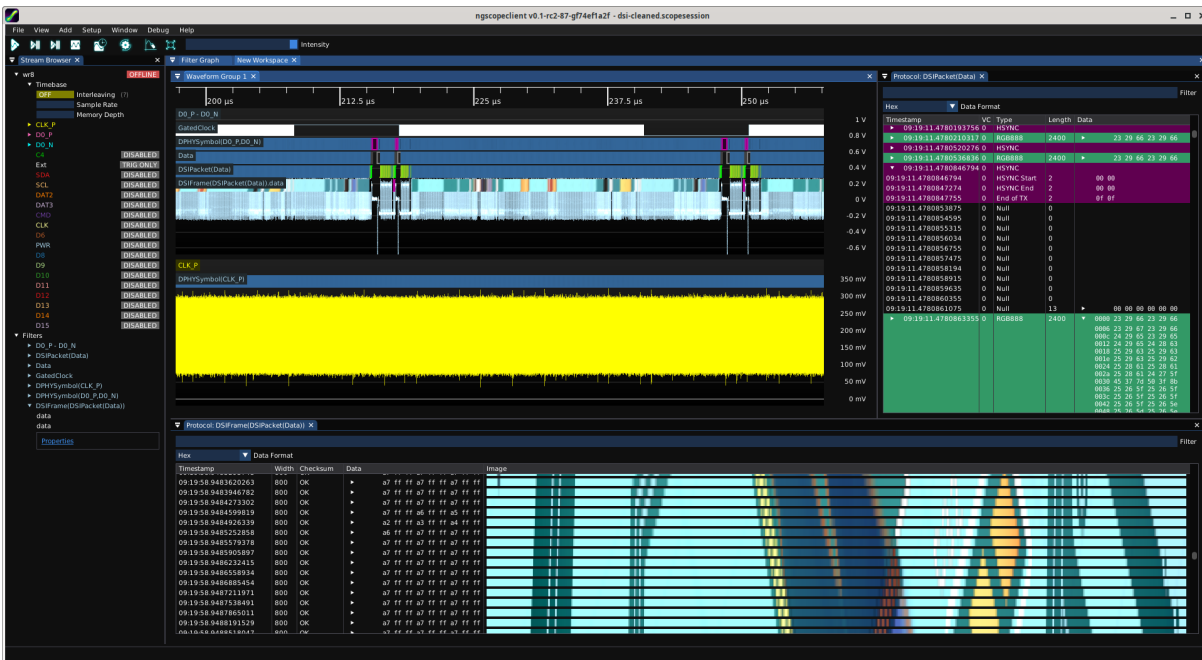 ngscopeclient v0.1-rc2-87-gf74ef1a2f - dsi-cleaned.scopesession
File View Add Setup Window Debug Help
Intensity
Stream Browser
wr8 OFFLINE
Timebase
OFF Interleaving (?)
Sample Rate
Memory Depth
CLK_P
D0_P
D0_N
C4 DISABLED
Ext TRIG ONLY
SDA DISABLED
SCL DISABLED
DAT2 DISABLED
DAT3 DISABLED
CMD DISABLED
CLK DISABLED
D6 DISABLED
PWR DISABLED
D8 DISABLED
D9 DISABLED
D10 DISABLED
D11 DISABLED
D12 DISABLED
D13 DISABLED
D14 DISABLED
D15 DISABLED
Filters
D0_P - D0_N
DSIPacket(Data)
Data
GatedClock
DPHYSymbol(CLK_P)
DPHYSymbol(D0_P,D0_N)
DSIFrame(DSIPacket(Data))
data
data
Properties
Filter Graph New Workspace
Waveform Group 1
200 µs 212.5 µs 225 µs 237.5 µs 250 µs
D0_P - D0_N
GatedClock
DPHYSymbol(D0_P,D0_N)
Data
DSIPacket(Data)
DSIFrame(DSIPacket(Data)).data
1 V
0.8 V
0.6 V
0.4 V
0.2 V
0 V
-0.2 V
-0.4 V
-0.6 V
CLK_P
DPHYSymbol(CLK_P)
350 mV
300 mV
250 mV
200 mV
150 mV
100 mV
50 mV
0 mV
Protocol: DSIPacket(Data)
Filter
Hex Data Format
Timestamp VC Type Length Data
09:19:11.4780193756 0 HSYNC
09:19:11.4780210317 0 RGB888 2400 23 29 66 23 29 66
09:19:11.4780520276 0 HSYNC
09:19:11.4780536836 0 RGB888 2400 23 29 66 23 29 66
09:19:11.4780846794 0 HSYNC
09:19:11.4780846794 0 HSYNC Start 2 00 00
09:19:11.4780847274 0 HSYNC End 2 00 00
09:19:11.4780847755 0 End of TX 2 0f 0f
09:19:11.4780853875 0 Null 0
09:19:11.4780854595 0 Null 0
09:19:11.4780855315 0 Null 0
09:19:11.4780856034 0 Null 0
09:19:11.4780856755 0 Null 0
09:19:11.4780857475 0 Null 0
09:19:11.4780858194 0 Null 0
09:19:11.4780858915 0 Null 0
09:19:11.4780859635 0 Null 0
09:19:11.4780860355 0 Null 0
09:19:11.4780861075 0 Null 13 00 00 00 00 00 00
09:19:11.4780863355 0 RGB888 2400 0000 23 29 66 23 29 66
0006 23 29 67 23 29 66
000c 24 29 65 23 29 65
0012 24 29 65 24 28 63
0018 25 29 63 25 29 63
001e 25 29 63 25 29 62
0024 25 28 61 25 28 61
002a 25 28 61 24 27 5f
0030 45 37 7d 50 3f 8b
0036 25 26 5f 25 26 5f
003c 25 26 5f 25 26 5f
0042 25 26 5f 25 26 5e
Protocol: DSIFrame(DSIPacket(Data))
Filter
Hex Data Format
Timestamp Width Checksum Data Image
09:19:58.9483620263 800 OK a7 ff ff a7 ff ff a7 ff ff
09:19:58.9483946782 800 OK a7 ff ff a7 ff ff a7 ff ff
09:19:58.9484273302 800 OK a7 ff ff a7 ff ff a7 ff ff
09:19:58.9484599819 800 OK a7 ff ff a6 ff ff a5 ff ff
09:19:58.9484926339 800 OK a2 ff ff a3 ff ff a4 ff ff
09:19:58.9485252858 800 OK a6 ff ff a7 ff ff a7 ff ff
09:19:58.9485579378 800 OK a7 ff ff a7 ff ff a7 ff ff
09:19:58.9485905897 800 OK a7 ff ff a7 ff ff a7 ff ff
09:19:58.9486232415 800 OK a7 ff ff a7 ff ff a7 ff ff
09:19:58.9486558934 800 OK a7 ff ff a7 ff ff a7 ff ff
09:19:58.9486885454 800 OK a7 ff ff a7 ff ff a7 ff ff
09:19:58.9487211971 800 OK a7 ff ff a7 ff ff a7 ff ff
09:19:58.9487538491 800 OK a7 ff ff a7 ff ff a7 ff ff
09:19:58.9487865011 800 OK a7 ff ff a7 ff ff a7 ff ff
09:19:58.9488191529 800 OK a7 ff ff a7 ff ff a7 ff ff
09:19:58.9488518047 800 OK a7 ff ff a7 ff ff a7 ff ff